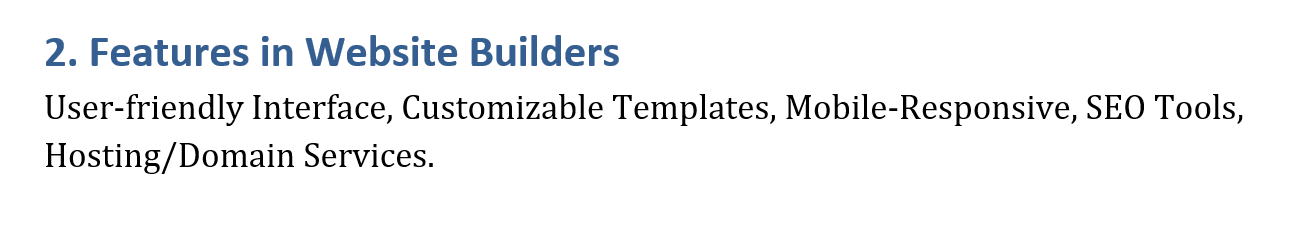 2. Features in Website Builders
User-friendly Interface, Customizable Templates, Mobile-Responsive, SEO Tools,
Hosting/Domain Services.